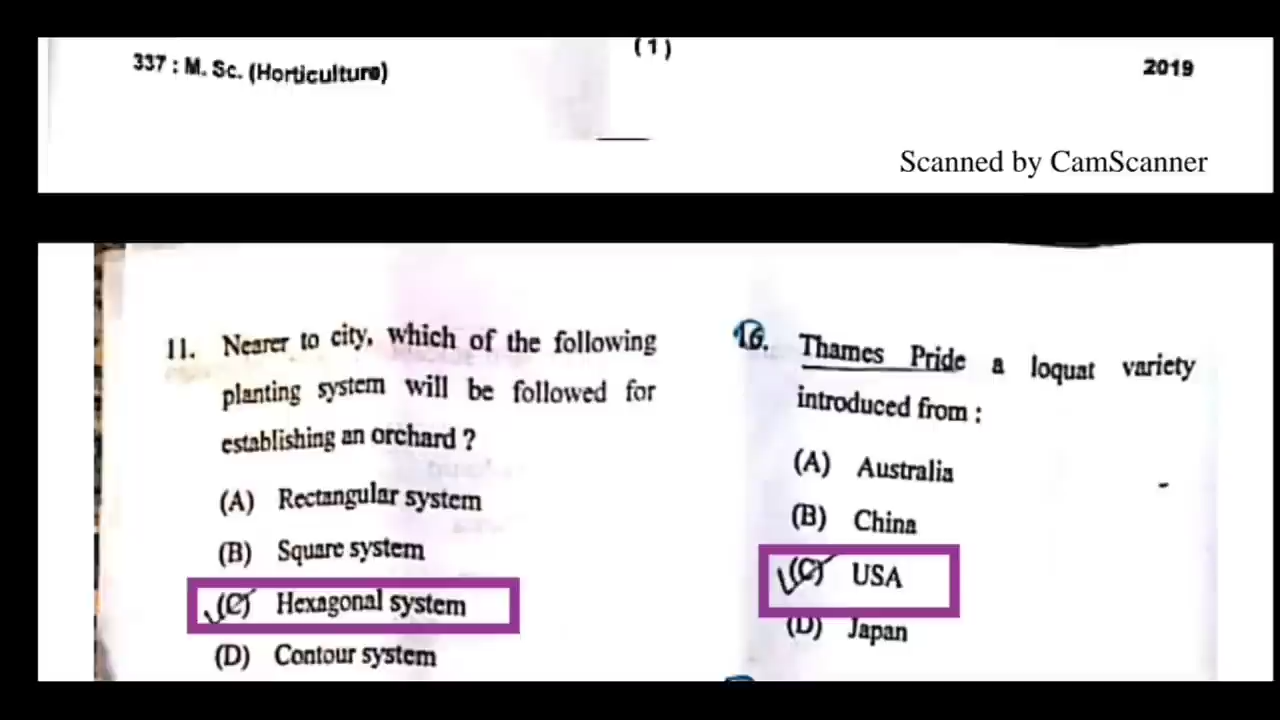 (1)
337 : M. Sc. (Horticulture)
2019
Scanned by CamScanner
11. Nearer to city, which of the following
planting system will be followed for
establishing an orchard ?
(A) Rectangular system
(B) Square system
(C) Hexagonal system
(D) Contour system
16. Thames Pride a loquat variety
introduced from :
(A) Australia
(B) China
(C) USA
(D) Japan